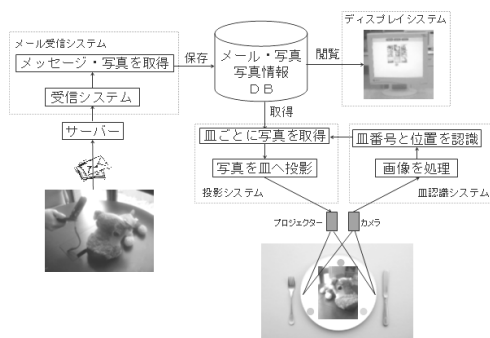 ディスプレイシステム
メール受信システム
メッセージ・写真を取得
保存
メール・写真
写真情報
DB
閲覧
受信システム
取得
サーバー
皿ごとに写真を取得
皿番号と位置を認識
写真を皿へ投影
画像を処理
投影システム
皿認識システム
プロジェクター
カメラ